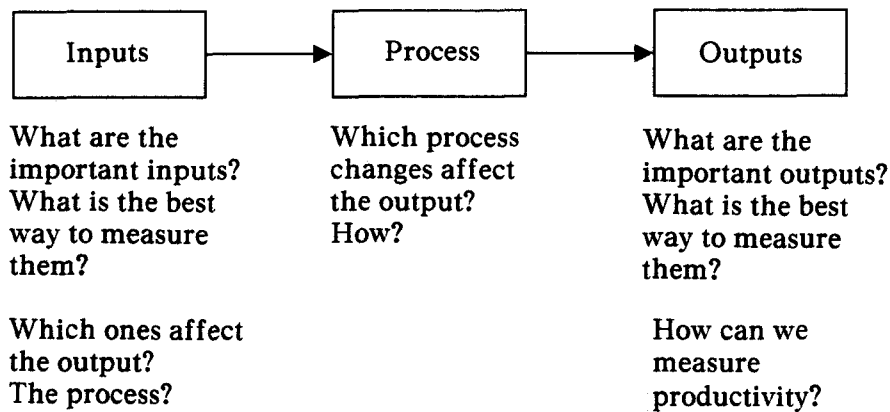 Inputs
Process
Outputs
What are the
important inputs?
What is the best
way to measure
them?
Which ones affect
the output?
The process?
Which process
changes affect
the output?
How?
What are the
important outputs?
What is the best
way to measure
them?
How can we
measure
productivity?